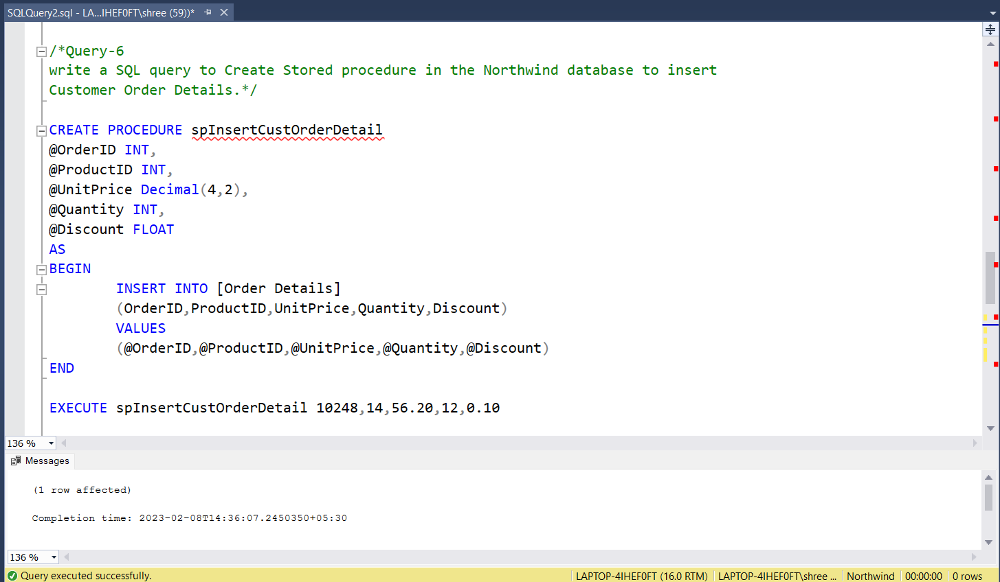 SQLQuery2.sql - LA...IHEF0FT\shree (59))*
/*Query-6
write a SQL query to Create Stored procedure in the Northwind database to insert
Customer Order Details.*/
CREATE PROCEDURE spInsertCustOrderDetail
@OrderID INT,
@ProductID INT,
@UnitPrice Decimal(4,2),
@Quantity INT,
@Discount FLOAT
AS
BEGIN
INSERT INTO [Order Details]
(OrderID,ProductID,UnitPrice,Quantity,Discount)
VALUES
(@OrderID,@ProductID,@UnitPrice,@Quantity,@Discount)
END
EXECUTE spInsertCustOrderDetail 10248,14,56.20,12,0.10
136 %
Messages
(1 row affected)
Completion time: 2023-02-08T14:36:07.2450350+05:30
136 %
Query executed successfully. LAPTOP-4IHEF0FT (16.0 RTM) LAPTOP-4IHEF0FT\shree ... Northwind 00:00:00 0 rows